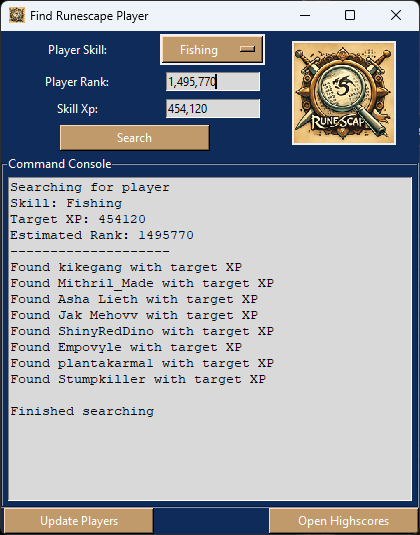 Find Runescape Player
Player Skill:
Fishing
Player Rank:
1,495,770
Skill Xp:
454,120
Search
RUNESCAP
Command Console
Searching for player
Skill: Fishing
Target XP: 454120
Estimated Rank: 1495770
--------------------
Found kikegang with target XP
Found Mithril_Made with target XP
Found Asha Lieth with target XP
Found Jak Mehovv with target XP
Found ShinyRedDino with target XP
Found Empovyle with target XP
Found plantakarma1 with target XP
Found Stumpkiller with target XP
Finished searching
Update Players
Open Highscores